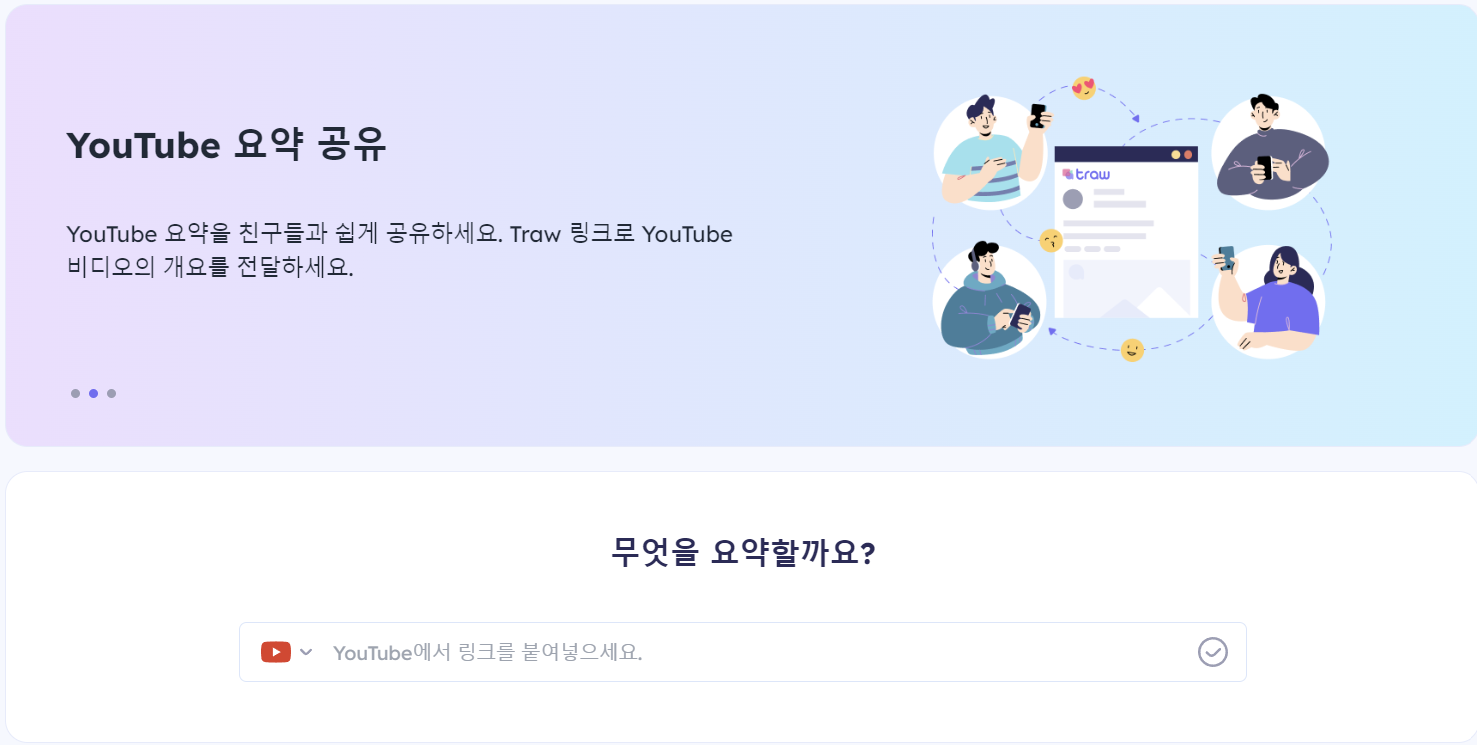 YouTube 요약 공유
YouTube 요약을 친구들과 쉽게 공유하세요. Traw 링크로 YouTube
비디오의 개요를 전달하세요.
traw
무엇을 요약할까요?
YouTube에서 링크를 붙여넣으세요.